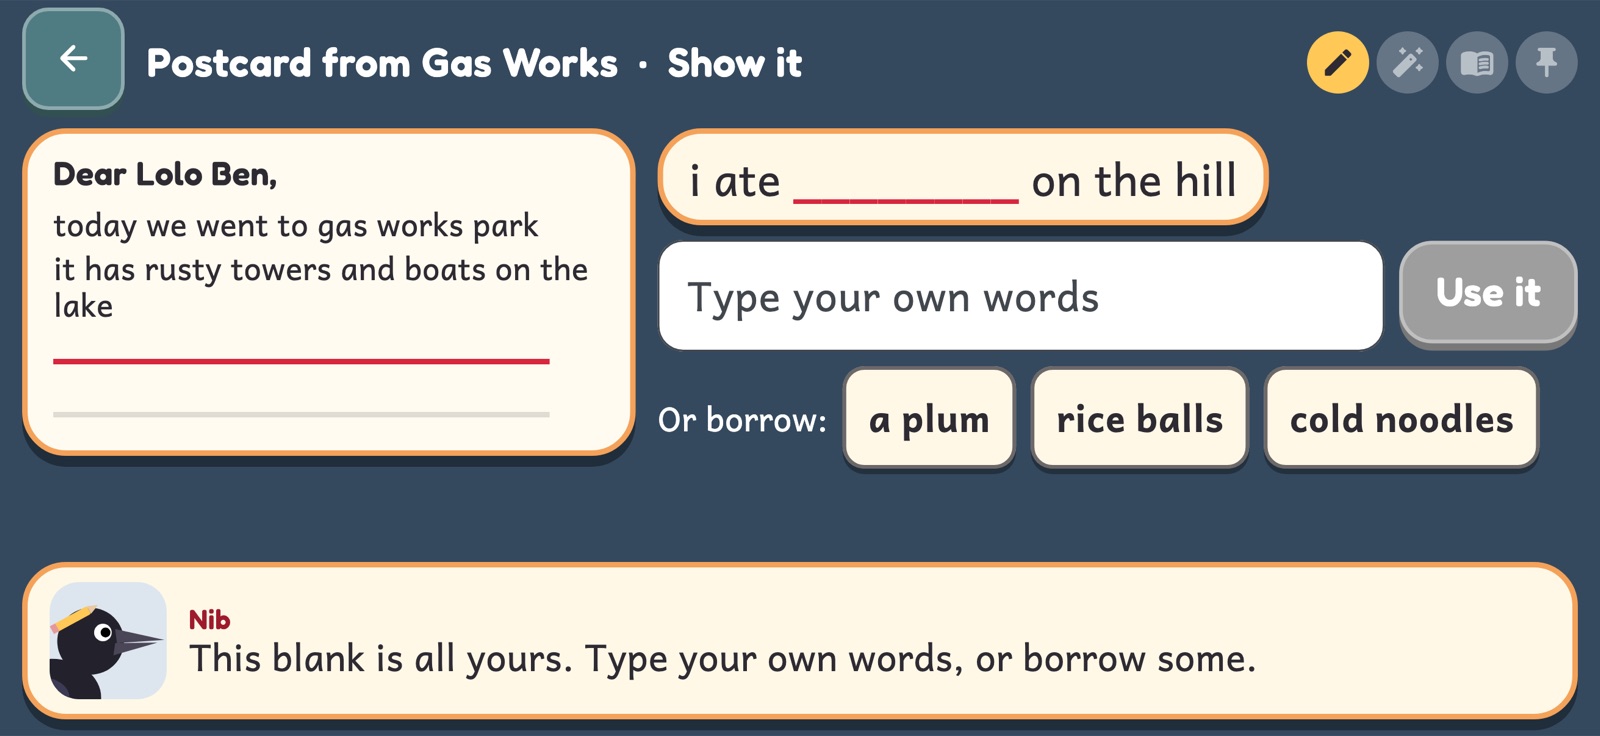 Postcard from Gas Works · Show it
Dear Lolo Ben,
today we went to gas works park
it has rusty towers and boats on the
lake
i ate ________ on the hill
Type your own words
Use it
Or borrow:
a plum
rice balls
cold noodles
Nib
This blank is all yours. Type your own words, or borrow some.